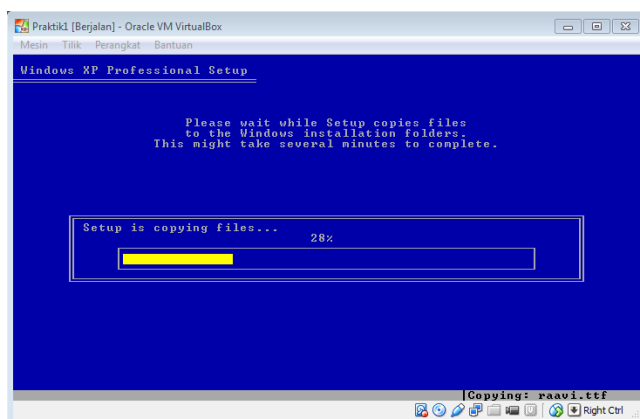 Praktik1 [Berjalan] - Oracle VM VirtualBox
Mesin Tilik Perangkat Bantuan
Windows XP Professional Setup
Please wait while Setup copies files
to the Windows installation folders.
This might take several minutes to complete.
Setup is copying files...
28%
Copying: raavi.ttf
Right Ctrl